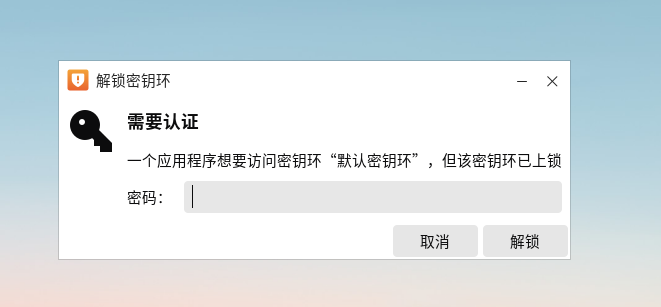 解锁密钥环
需要认证
一个应用程序想要访问密钥环“默认密钥环”，但该密钥环已上锁
密码：
取消 解锁